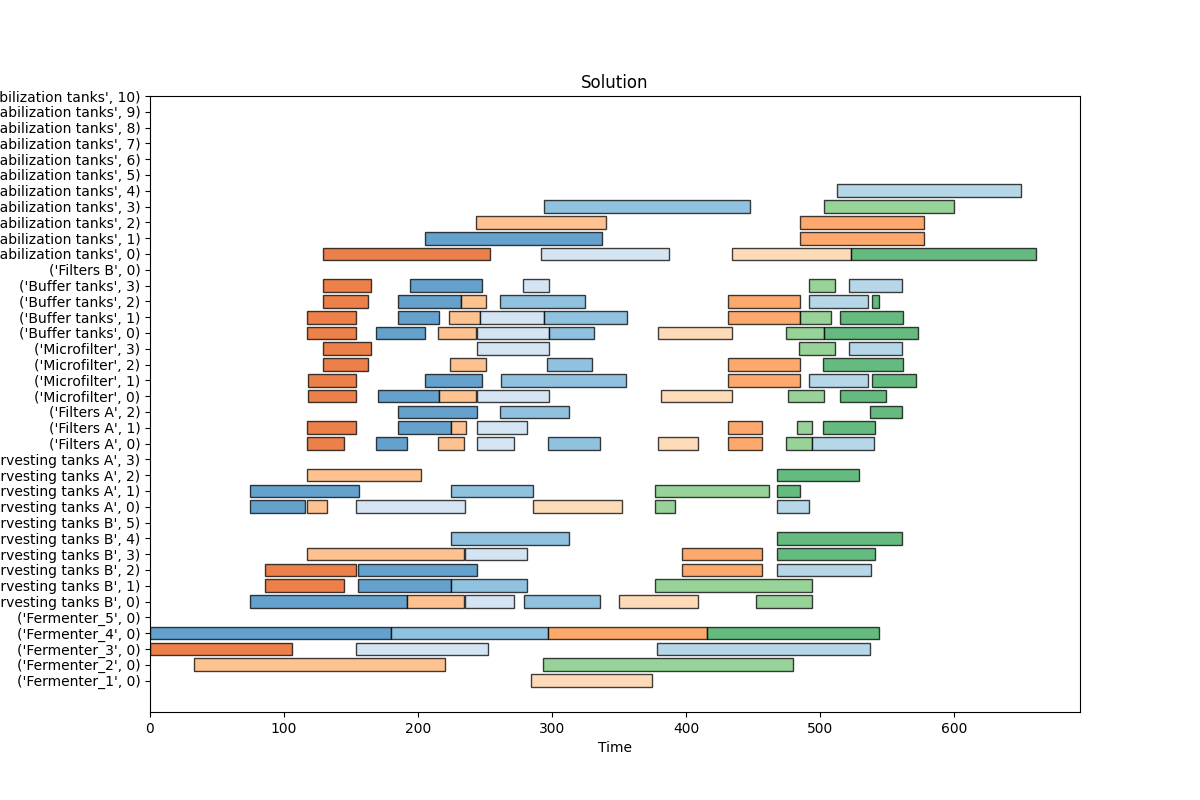 Solution
bilization tanks', 10)
abilization tanks', 9)
abilization tanks', 8)
abilization tanks', 7)
abilization tanks', 6)
abilization tanks', 5)
abilization tanks', 4)
abilization tanks', 3)
abilization tanks', 2)
abilization tanks', 1)
abilization tanks', 0)
('Filters B', 0)
('Buffer tanks', 3)
('Buffer tanks', 2)
('Buffer tanks', 1)
('Buffer tanks', 0)
('Microfilter', 3)
('Microfilter', 2)
('Microfilter', 1)
('Microfilter', 0)
('Filters A', 2)
('Filters A', 1)
('Filters A', 0)
rvesting tanks A', 3)
rvesting tanks A', 2)
rvesting tanks A', 1)
rvesting tanks A', 0)
rvesting tanks B', 5)
rvesting tanks B', 4)
rvesting tanks B', 3)
rvesting tanks B', 2)
rvesting tanks B', 1)
rvesting tanks B', 0)
('Fermenter_5', 0)
('Fermenter_4', 0)
('Fermenter_3', 0)
('Fermenter_2', 0)
('Fermenter_1', 0)
0 100 200 300 400 500 600
Time